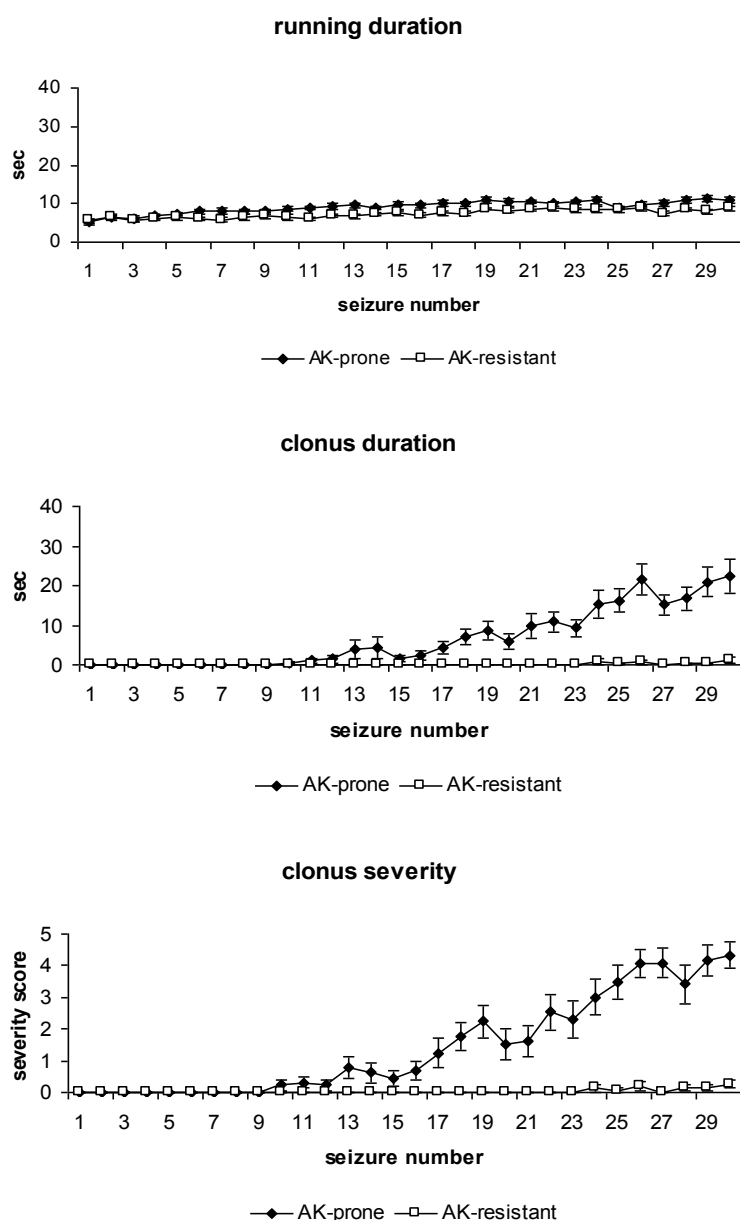 running duration
40
30
20
10
0
sec
1 3 5 7 9 11 13 15 17 19 21 23 25 27 29
seizure number
AK-prone AK-resistant
clonus duration
40
30
20
10
0
sec
1 3 5 7 9 11 13 15 17 19 21 23 25 27 29
seizure number
AK-prone AK-resistant
clonus severity
5
4
3
2
1
0
severity score
1 3 5 7 9 11 13 15 17 19 21 23 25 27 29
seizure number
AK-prone AK-resistant